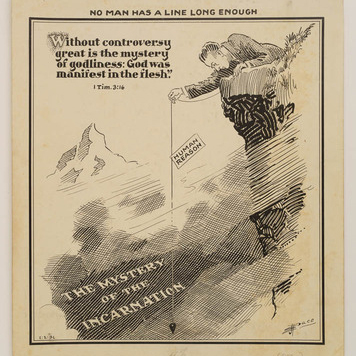 NO MAN HAS A LINE LONG ENOUGH
Without controversy
great is the mystery
of godliness: God was
manifest in the flesh."
1 Tim. 3:16
HUMAN
REASON
THE MYSTERY
OF THE
INCARNATION